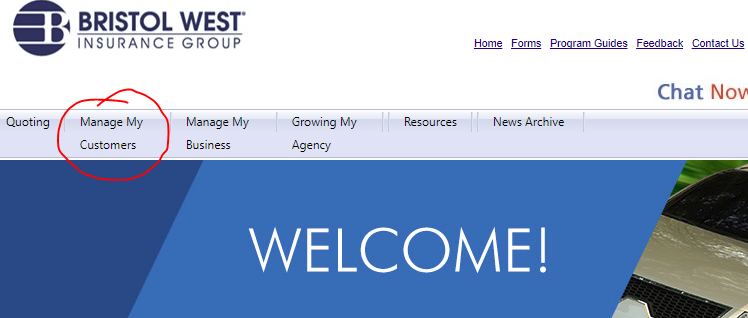 BRISTOL WEST®
INSURANCE GROUP
Home Forms Program Guides Feedback Contact Us
Chat Now
Quoting
Manage My
Customers
Manage My
Business
Growing My
Agency
Resources
News Archive
WELCOME!